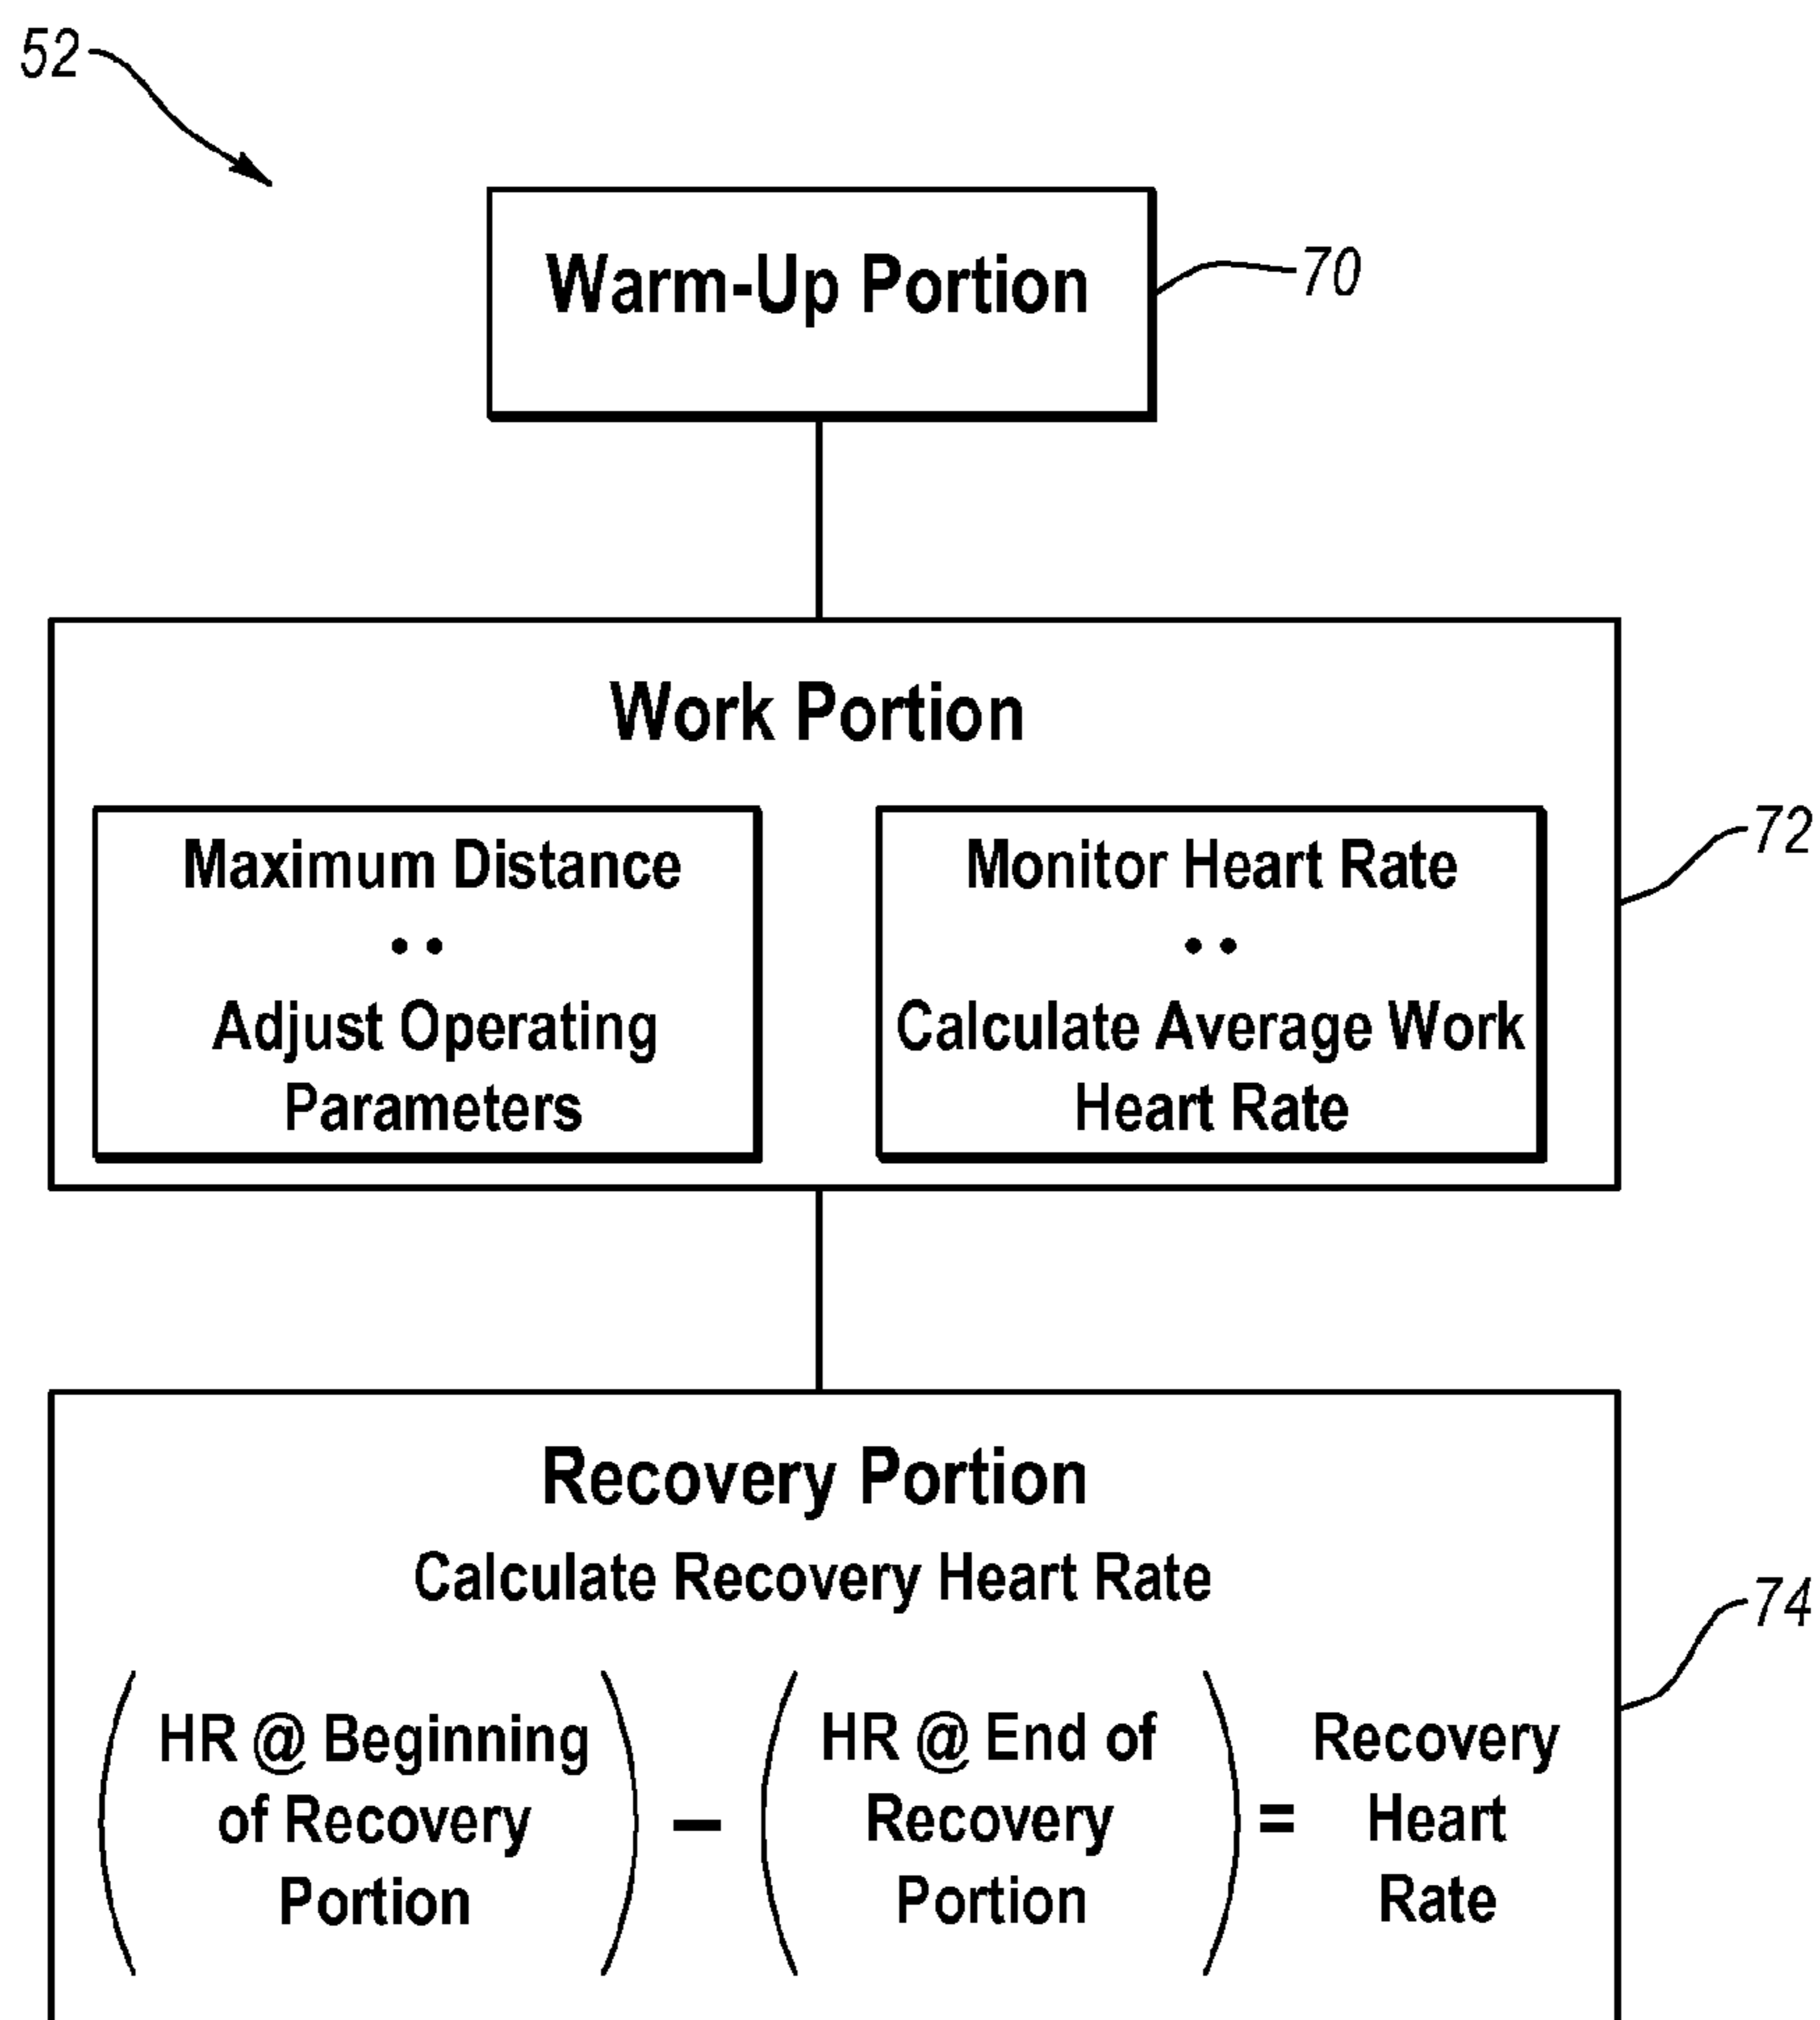 52
Warm-Up Portion
70
Work Portion
Maximum Distance
• •
Adjust Operating
Parameters
Monitor Heart Rate
• •
Calculate Average Work
Heart Rate
72
Recovery Portion
Calculate Recovery Heart Rate
74
(HR @ Beginning
of Recovery
Portion)
–
(HR @ End of
Recovery
Portion)
=
Recovery
Heart
Rate